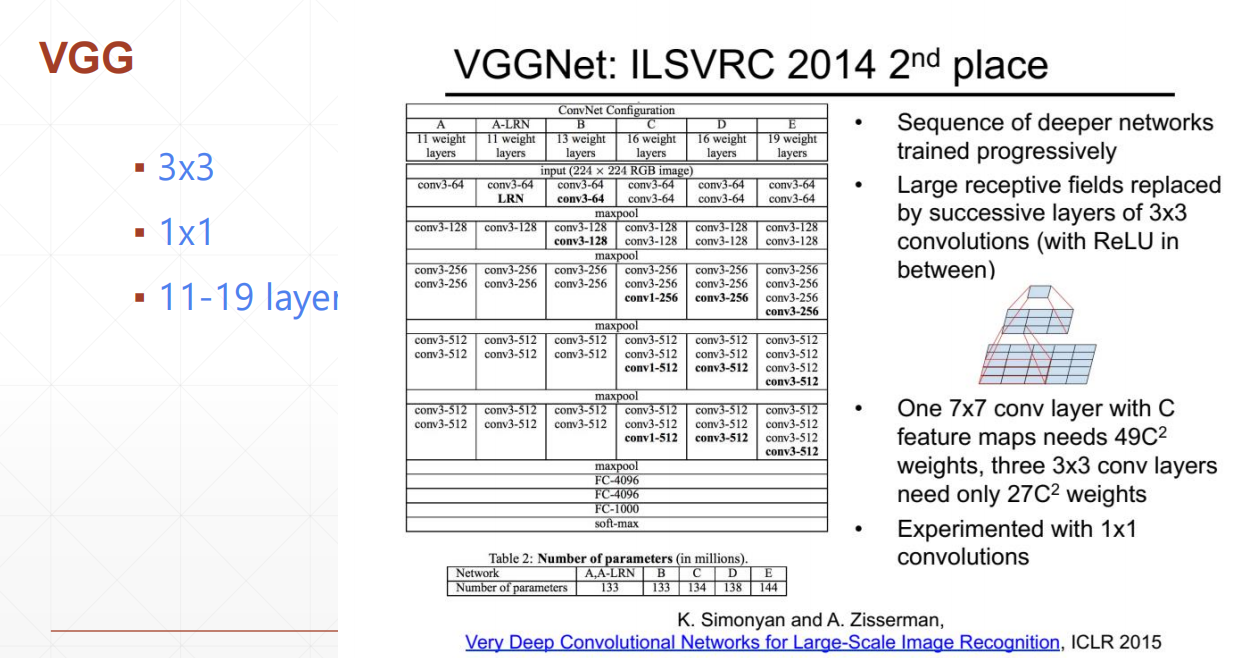 VGG
▪ 3x3
▪ 1x1
▪ 11-19 layer
VGGNet: ILSVRC 2014 2nd place
ConvNet Configuration
A A-LRN B C D E
11 weight 11 weight 13 weight 16 weight 16 weight 19 weight
layers layers layers layers layers layers
input (224 × 224 RGB image)
conv3-64 conv3-64 conv3-64 conv3-64 conv3-64 conv3-64
LRN conv3-64 conv3-64 conv3-64 conv3-64
maxpool
conv3-128 conv3-128 conv3-128 conv3-128 conv3-128 conv3-128
conv3-128 conv3-128 conv3-128 conv3-128
maxpool
conv3-256 conv3-256 conv3-256 conv3-256 conv3-256 conv3-256
conv3-256 conv3-256 conv3-256 conv3-256 conv3-256 conv3-256
conv1-256 conv3-256 conv3-256
conv3-256
maxpool
conv3-512 conv3-512 conv3-512 conv3-512 conv3-512 conv3-512
conv3-512 conv3-512 conv3-512 conv3-512 conv3-512 conv3-512
conv1-512 conv3-512 conv3-512
conv3-512
maxpool
conv3-512 conv3-512 conv3-512 conv3-512 conv3-512 conv3-512
conv3-512 conv3-512 conv3-512 conv3-512 conv3-512 conv3-512
conv1-512 conv3-512 conv3-512
conv3-512
maxpool
FC-4096
FC-4096
FC-1000
soft-max
Table 2: Number of parameters (in millions).
Network A,A-LRN B C D E
Number of parameters 133 133 134 138 144
• Sequence of deeper networks
trained progressively
• Large receptive fields replaced
by successive layers of 3x3
convolutions (with ReLU in
between)
• One 7x7 conv layer with C
feature maps needs 49C²
weights, three 3x3 conv layers
need only 27C² weights
• Experimented with 1x1
convolutions
K. Simonyan and A. Zisserman,
Very Deep Convolutional Networks for Large-Scale Image Recognition, ICLR 2015